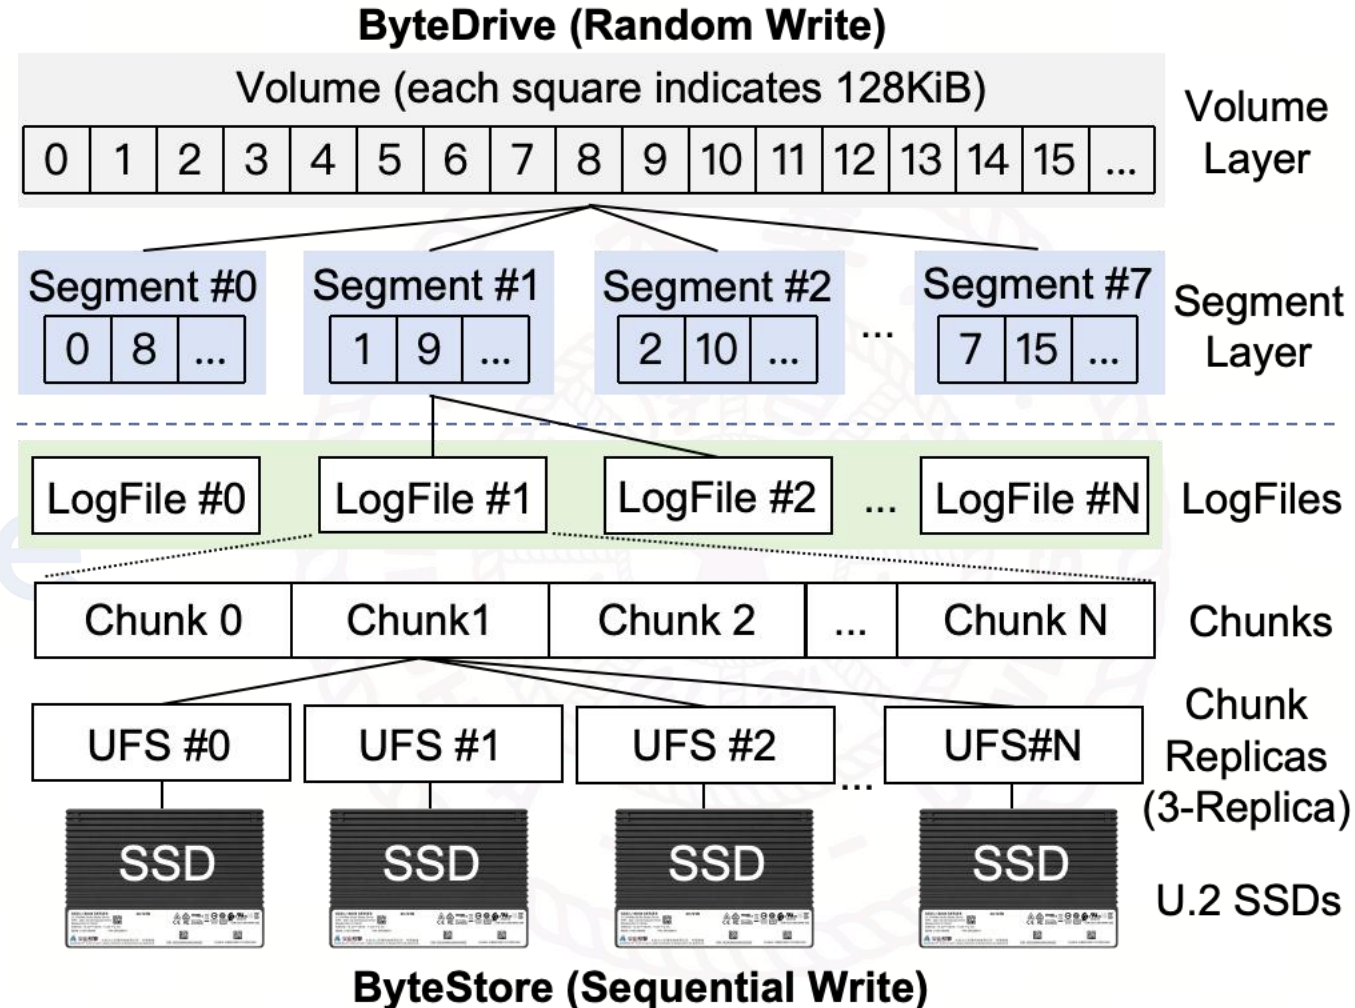 ByteDrive (Random Write)
Volume (each square indicates 128KiB)
0 1 2 3 4 5 6 7 8 9 10 11 12 13 14 15 ...
Volume
Layer
Segment #0 Segment #1 Segment #2 ... Segment #7
0 8 ... 1 9 ... 2 10 ... 7 15 ...
Segment
Layer
LogFile #0 LogFile #1 LogFile #2 ... LogFile #N LogFiles
Chunk 0 Chunk1 Chunk 2 ... Chunk N Chunks
UFS #0 UFS #1 UFS #2 ... UFS#N
Chunk
Replicas
(3-Replica)
SSD SSD SSD SSD
U.2 SSDs
ByteStore (Sequential Write)